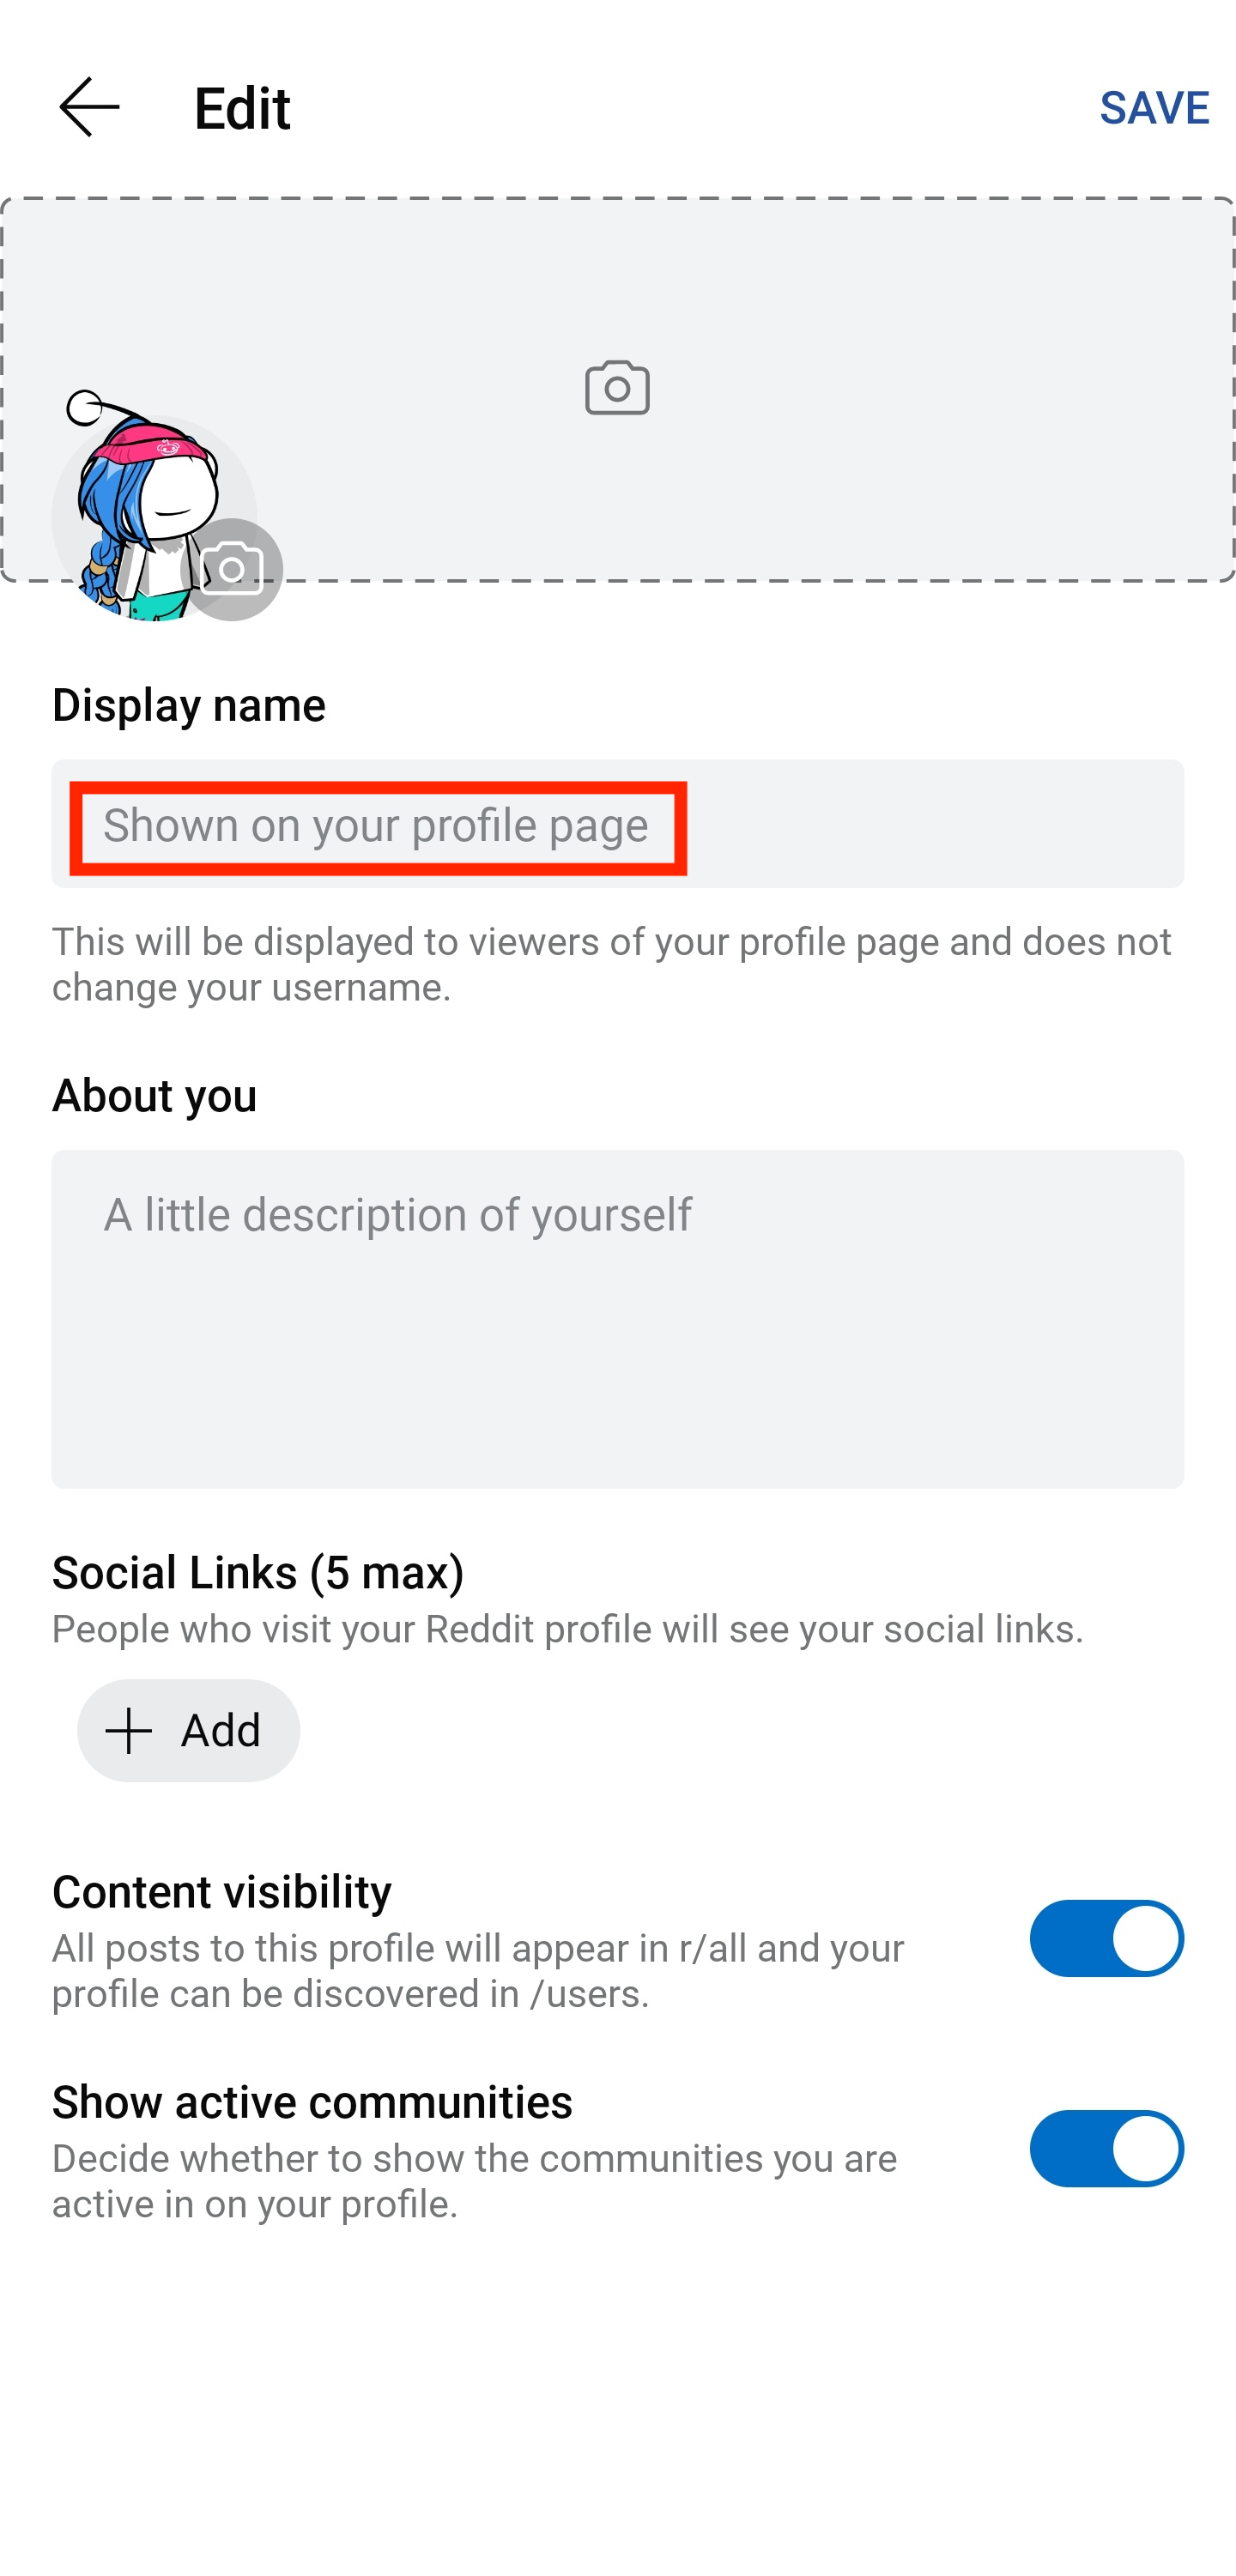 Edit
SAVE
Display name
Shown on your profile page
This will be displayed to viewers of your profile page and does not
change your username.
About you
A little description of yourself
Social Links (5 max)
People who visit your Reddit profile will see your social links.
Add
Content visibility
All posts to this profile will appear in r/all and your
profile can be discovered in /users.
Show active communities
Decide whether to show the communities you are
active in on your profile.